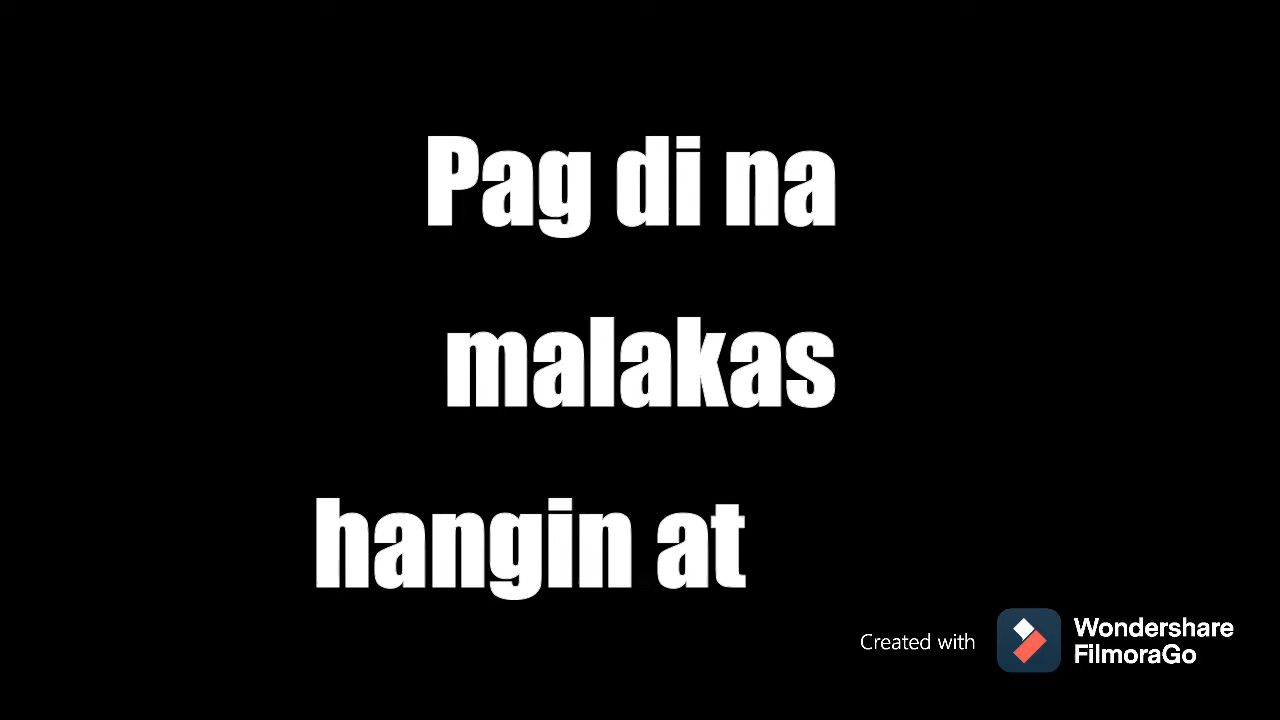 Pag di na
malakas
hangin at
Created with
Wondershare
FilmoraGo